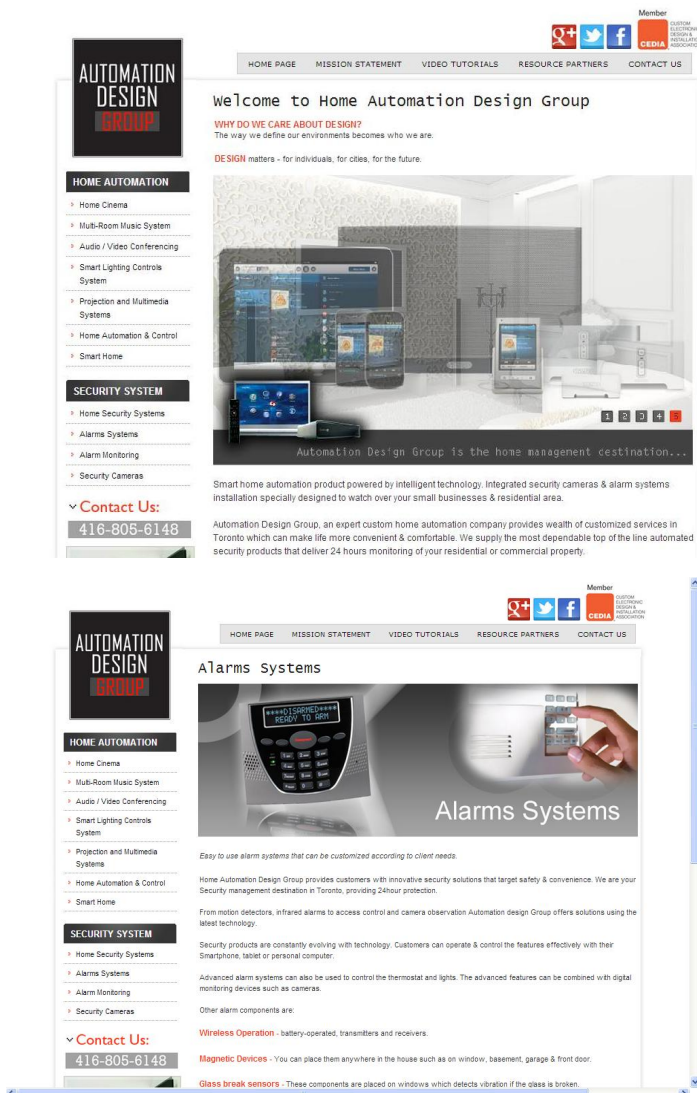 Member
CUSTOM
ELECTRONIC
DESIGN &
INSTALLATION
ASSOCIATION
CEDIA
HOME PAGE MISSION STATEMENT VIDEO TUTORIALS RESOURCE PARTNERS CONTACT US
AUTOMATION
DESIGN
GROUP
Welcome to Home Automation Design Group
WHY DO WE CARE ABOUT DESIGN?
The way we define our environments becomes who we are.
DESIGN matters - for individuals, for cities, for the future.
HOME AUTOMATION
Home Cinema
Multi-Room Music System
Audio / Video Conferencing
Smart Lighting Controls
System
Projection and Multimedia
Systems
Home Automation & Control
Smart Home
SECURITY SYSTEM
Home Security Systems
Alarms Systems
Alarm Monitoring
Security Cameras
Contact Us:
416-805-6148
1 2 3 4 5
Automation Design Group is the home management cestination...
Smart home automation product powered by intelligent technology. Integrated security cameras & alarm systems
installation specially designed to watch over your small businesses & residential area.
Automation Design Group, an expert custom home automation company provides wealth of customized services in
Toronto which can make life more convenient & comfortable. We supply the most dependable top of the line automated
security products that deliver 24 hours monitoring of your residential or commercial property.
Member
CUSTOM
ELECTRONIC
DESIGN &
INSTALLATION
ASSOCIATION
CEDIA
HOME PAGE MISSION STATEMENT VIDEO TUTORIALS RESOURCE PARTNERS CONTACT US
AUTOMATION
DESIGN
GROUP
HOME AUTOMATION
Home Cinema
Multi-Room Music System
Audio / Video Conferencing
Smart Lighting Controls
System
Projection and Multimedia
Systems
Home Automation & Control
Smart Home
SECURITY SYSTEM
Home Security Systems
Alarms Systems
Alarm Monitoring
Security Cameras
Contact Us:
416-805-6148
Alarms Systems
****DISARMED****
READY TO ARM
Alarms Systems
Easy to use alarm systems that can be customized according to client needs.
Home Automation Design Group provides customers with innovative security solutions that target safety & convenience. We are your
Security management destination in Toronto, providing 24hour protection.
From motion detectors, infrared alarms to access control and camera observation Automation design Group offers solutions using the
latest technology.
Security products are constantly evolving with technology. Customers can operate & control the features effectively with their
Smartphone, tablet or personal computer.
Advanced alarm systems can also be used to control the thermostat and lights. The advanced features can be combined with digital
monitoring devices such as cameras.
Other alarm components are:
Wireless Operation - battery-operated, transmitters and receivers.
Magnetic Devices - You can place them anywhere in the house such as on window, basement, garage & front door.
Glass break sensors - These components are placed on windows which detects vibration if the glass is broken.